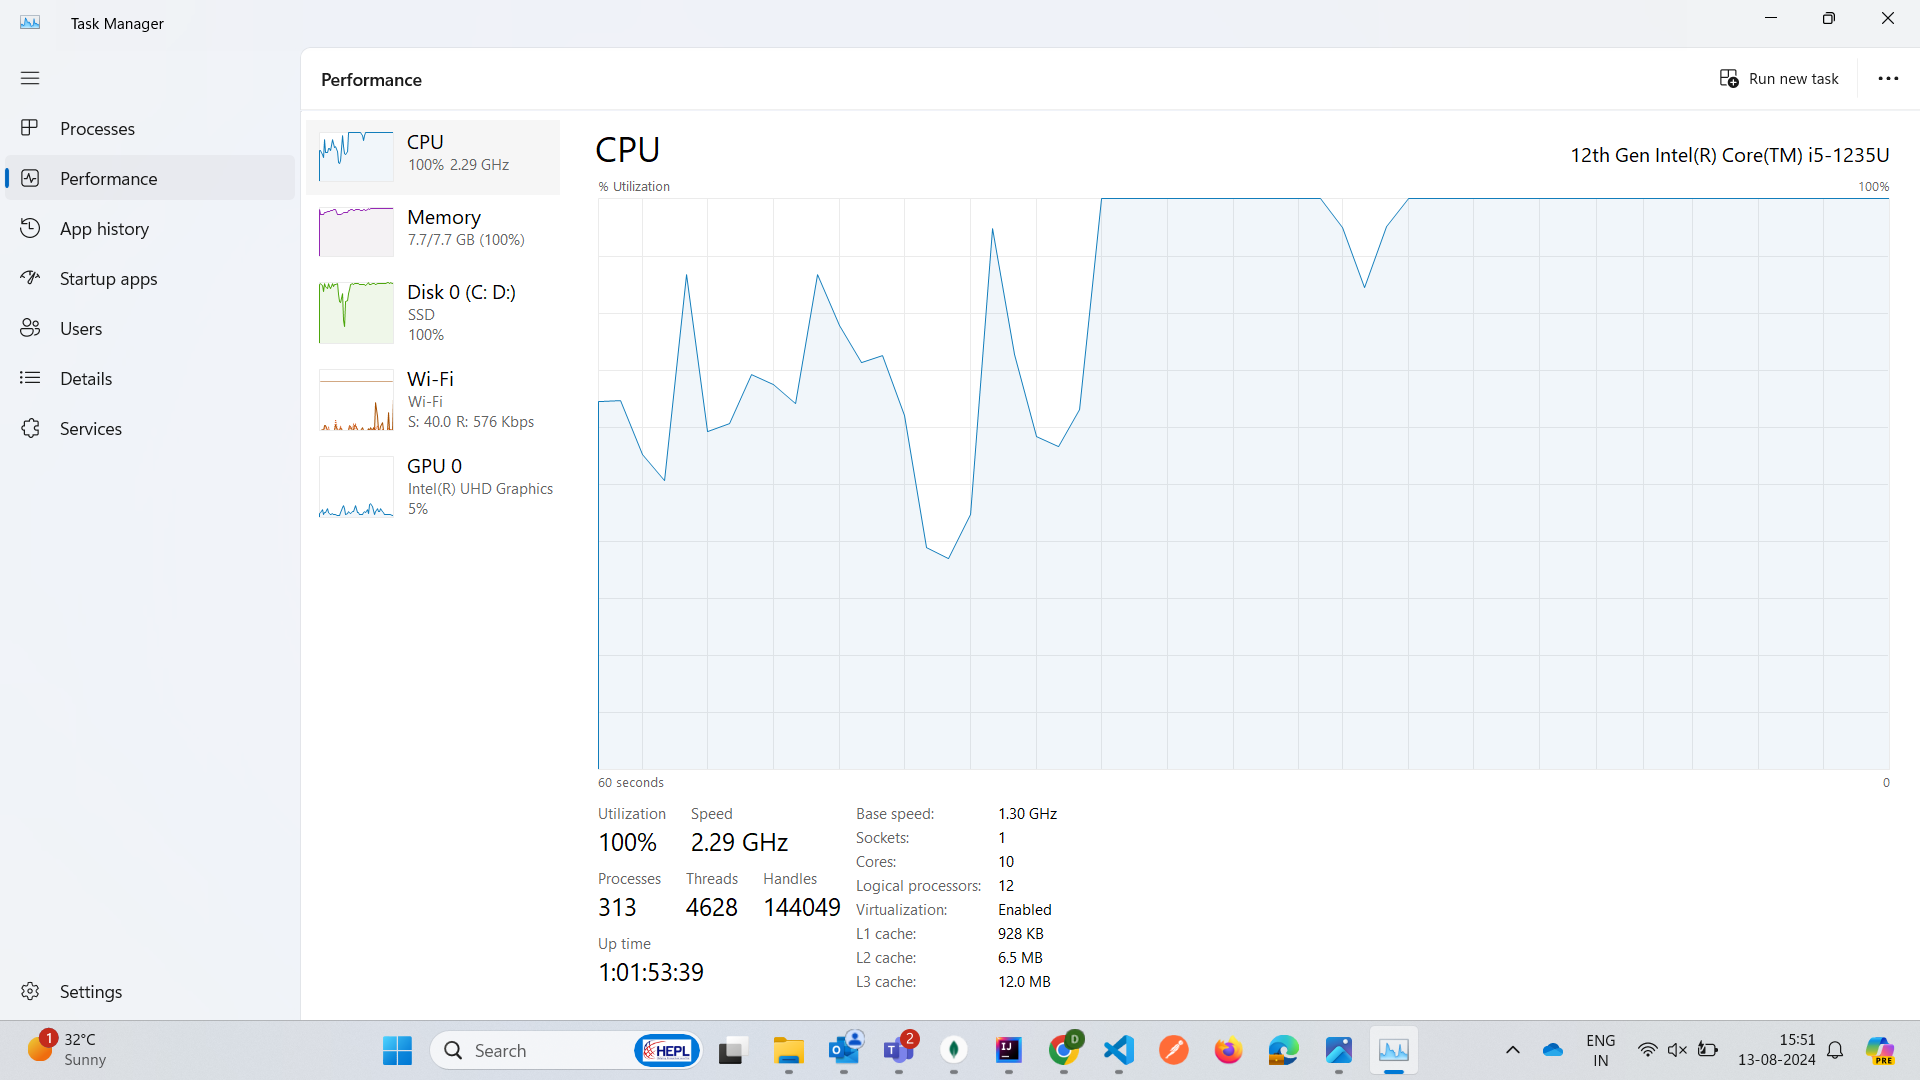 Task Manager
Performance
Run new task
Processes
Performance
App history
Startup apps
Users
Details
Services
Settings
CPU
100% 2.29 GHz
Memory
7.7/7.7 GB (100%)
Disk 0 (C: D:)
SSD
100%
Wi-Fi
Wi-Fi
S: 40.0 R: 576 Kbps
GPU 0
Intel(R) UHD Graphics
5%
CPU
12th Gen Intel(R) Core(TM) i5-1235U
% Utilization
100%
60 seconds
0
Utilization
100%
Speed
2.29 GHz
Processes
313
Threads
4628
Handles
144049
Up time
1:01:53:39
Base speed: 1.30 GHz
Sockets: 1
Cores: 10
Logical processors: 12
Virtualization: Enabled
L1 cache: 928 KB
L2 cache: 6.5 MB
L3 cache: 12.0 MB
1
32°C
Sunny
Search
HEPL
O
T
2
IJ
D
ENG
IN
15:51
13-08-2024
PRE